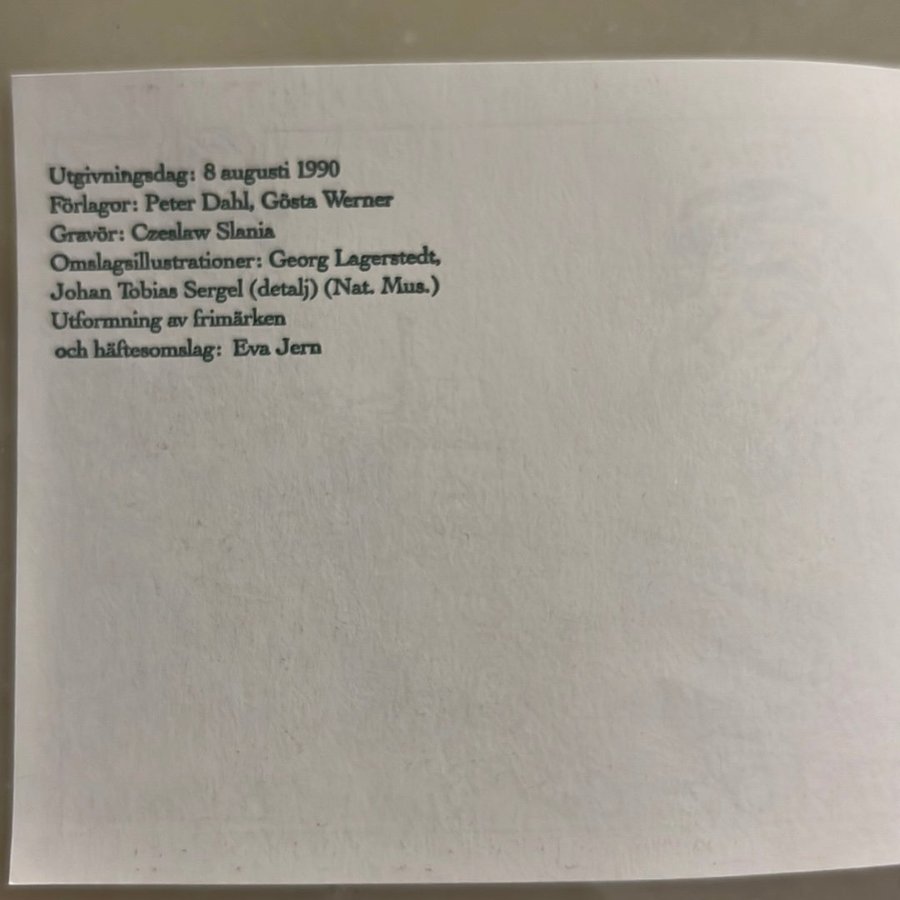 Utgivningsdag: 8 augusti 1990
Förlagor: Peter Dahl, Gösta Werner
Gravör: Czeslaw Slania
Omslagsillustrationer: Georg Lagerstedt,
Johan Tobias Sergel (detalj) (Nat. Mus.)
Utformning av frimärken
och häftesomslag: Eva Jern